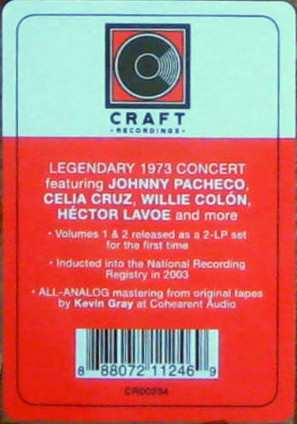 CRAFT
• RECORDINGS •
LEGENDARY 1973 CONCERT
featuring JOHNNY PACHECO,
CELIA CRUZ, WILLIE COLÓN,
HÉCTOR LAVOE and more
• Volumes 1 & 2 released as a 2-LP set
for the first time
• Inducted into the National Recording
Registry in 2003
• ALL-ANALOG mastering from original tapes
by Kevin Gray at Cohearent Audio
8 88072 11246 9